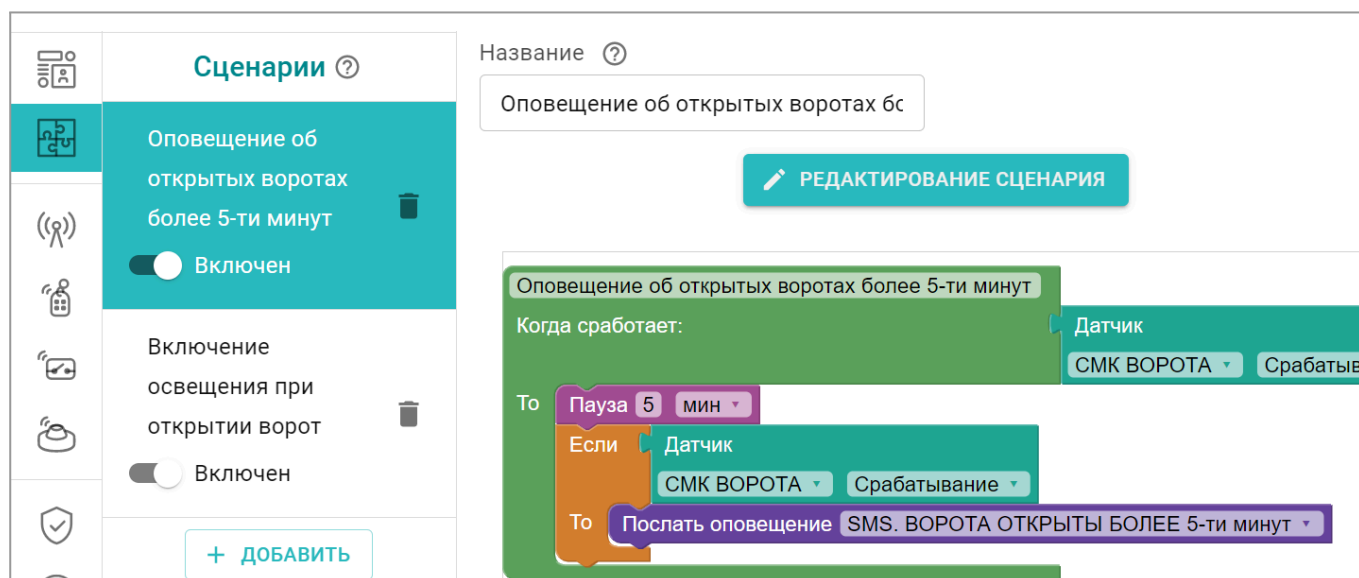 Сценарии
Оповещение об
открытых воротах
более 5-ти минут
Включен
Включение
освещения при
открытии ворот
Включен
+ ДОБАВИТЬ
Название
Оповещение об открытых воротах бо
РЕДАКТИРОВАНИЕ СЦЕНАРИЯ
Оповещение об открытых воротах более 5-ти минут
Когда сработает: Датчик
СМК ВОРОТА Срабатыв
То Пауза 5 мин
Если Датчик
СМК ВОРОТА Срабатывание
То Послать оповещение SMS. ВОРОТА ОТКРЫТЫ БОЛЕЕ 5-ти минут